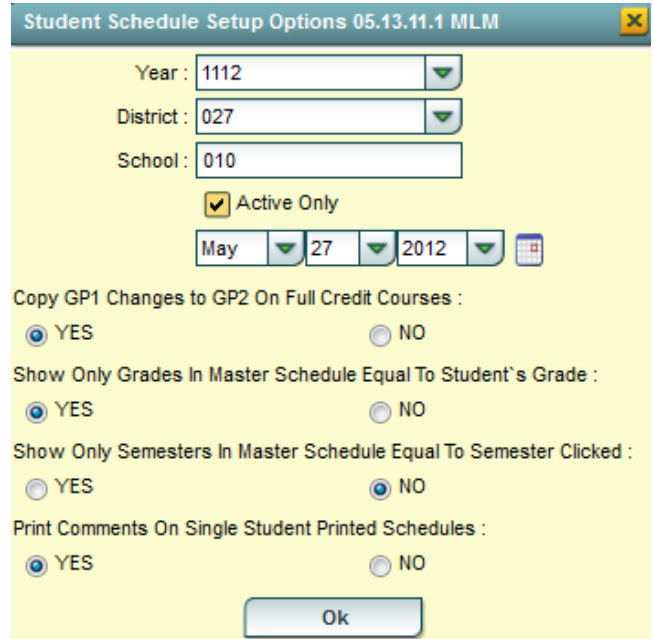 Student Schedule Setup Options 05.13.11.1 MLM
Year : 1112
District : 027
School : 010
Active Only
May 27 2012
Copy GP1 Changes to GP2 On Full Credit Courses :
YES NO
Show Only Grades In Master Schedule Equal To Student`s Grade :
YES NO
Show Only Semesters In Master Schedule Equal To Semester Clicked :
YES NO
Print Comments On Single Student Printed Schedules :
YES NO
Ok